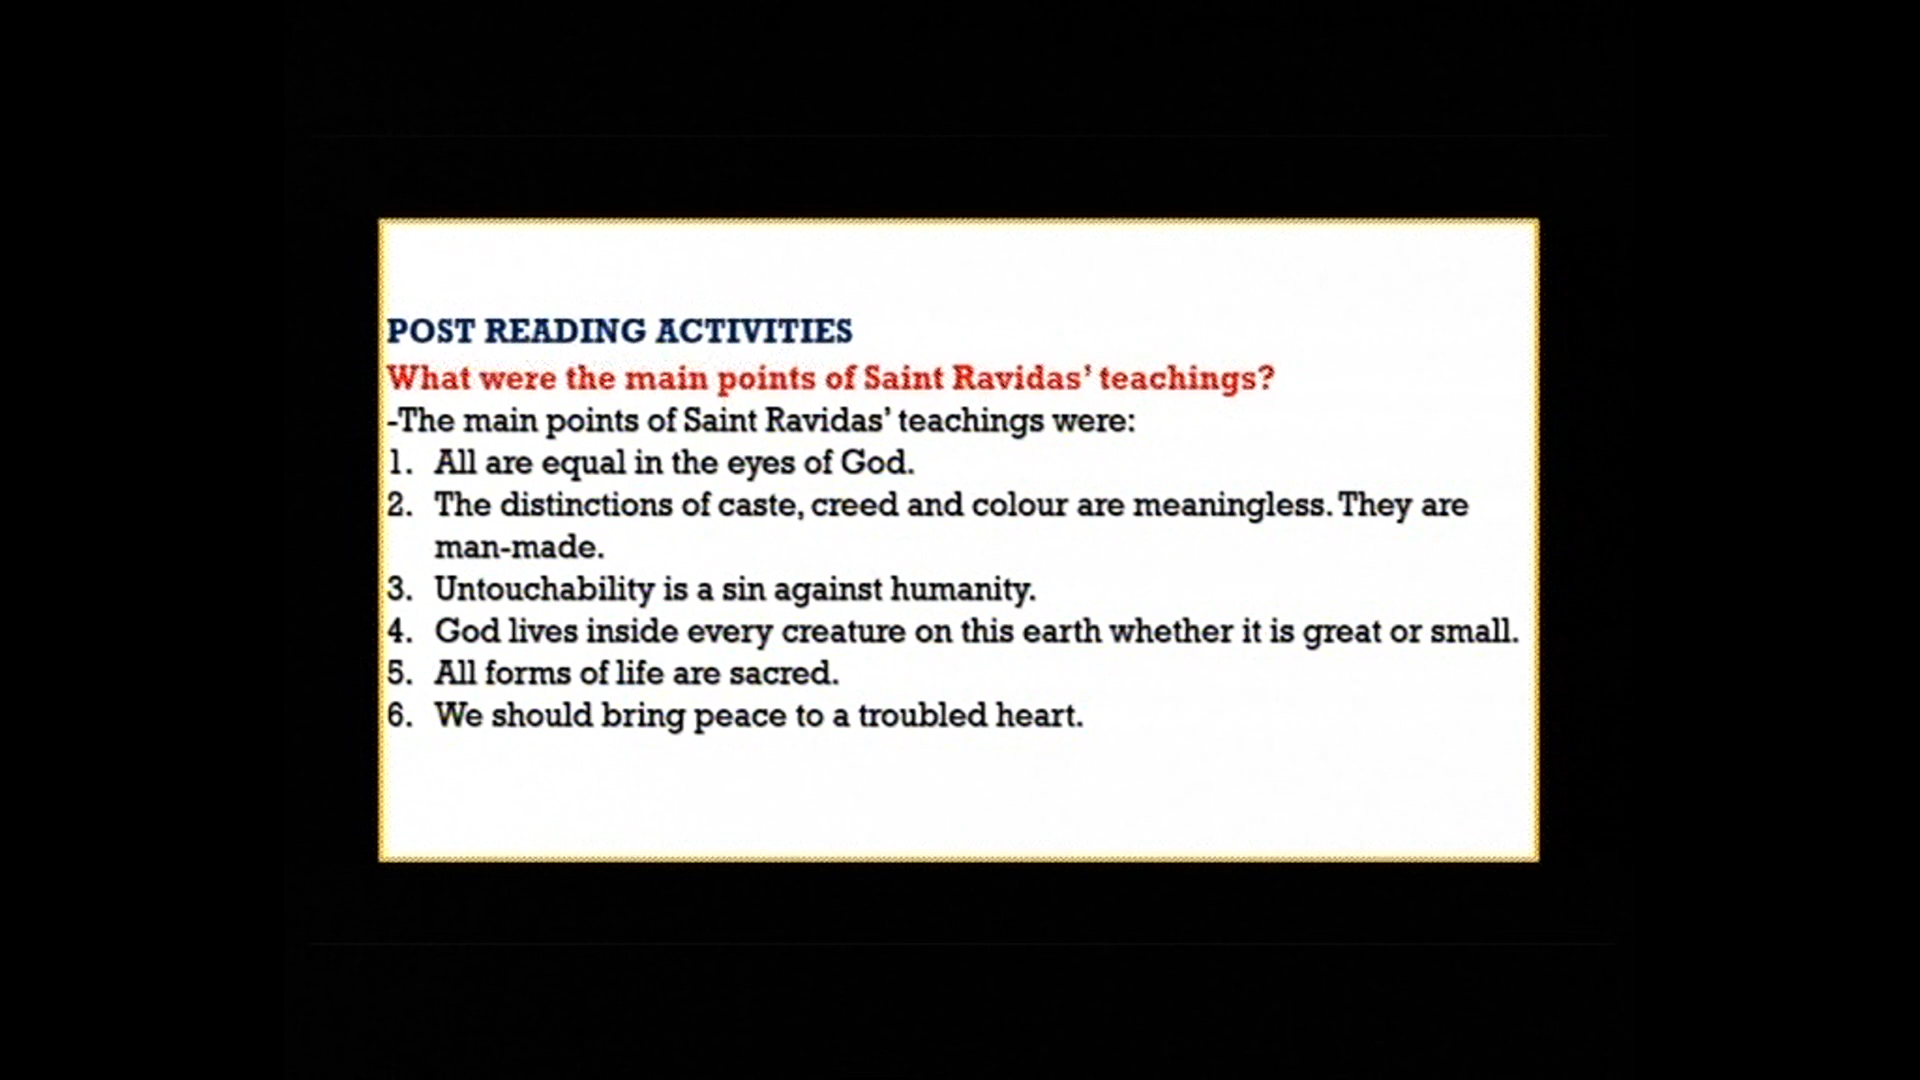 POST READING ACTIVITIES
What were the main points of Saint Ravidas’ teachings?
-The main points of Saint Ravidas’ teachings were:
1. All are equal in the eyes of God.
2. The distinctions of caste, creed and colour are meaningless. They are
man-made.
3. Untouchability is a sin against humanity.
4. God lives inside every creature on this earth whether it is great or small.
5. All forms of life are sacred.
6. We should bring peace to a troubled heart.